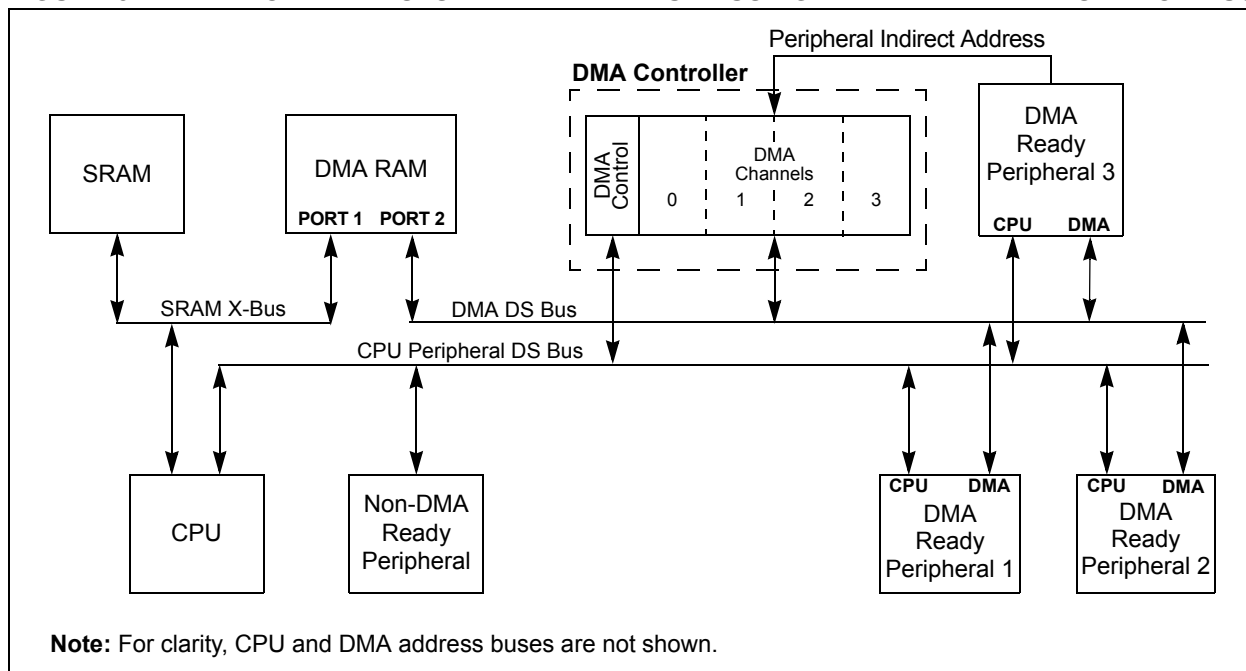 Peripheral Indirect Address
DMA Controller
SRAM
DMA RAM
PORT 1 PORT 2
DMA
Control
DMA
Channels
0 1 2 3
DMA
Ready
Peripheral 3
CPU DMA
SRAM X-Bus
DMA DS Bus
CPU Peripheral DS Bus
CPU
Non-DMA
Ready
Peripheral
CPU DMA
DMA
Ready
Peripheral 1
CPU DMA
DMA
Ready
Peripheral 2
Note: For clarity, CPU and DMA address buses are not shown.